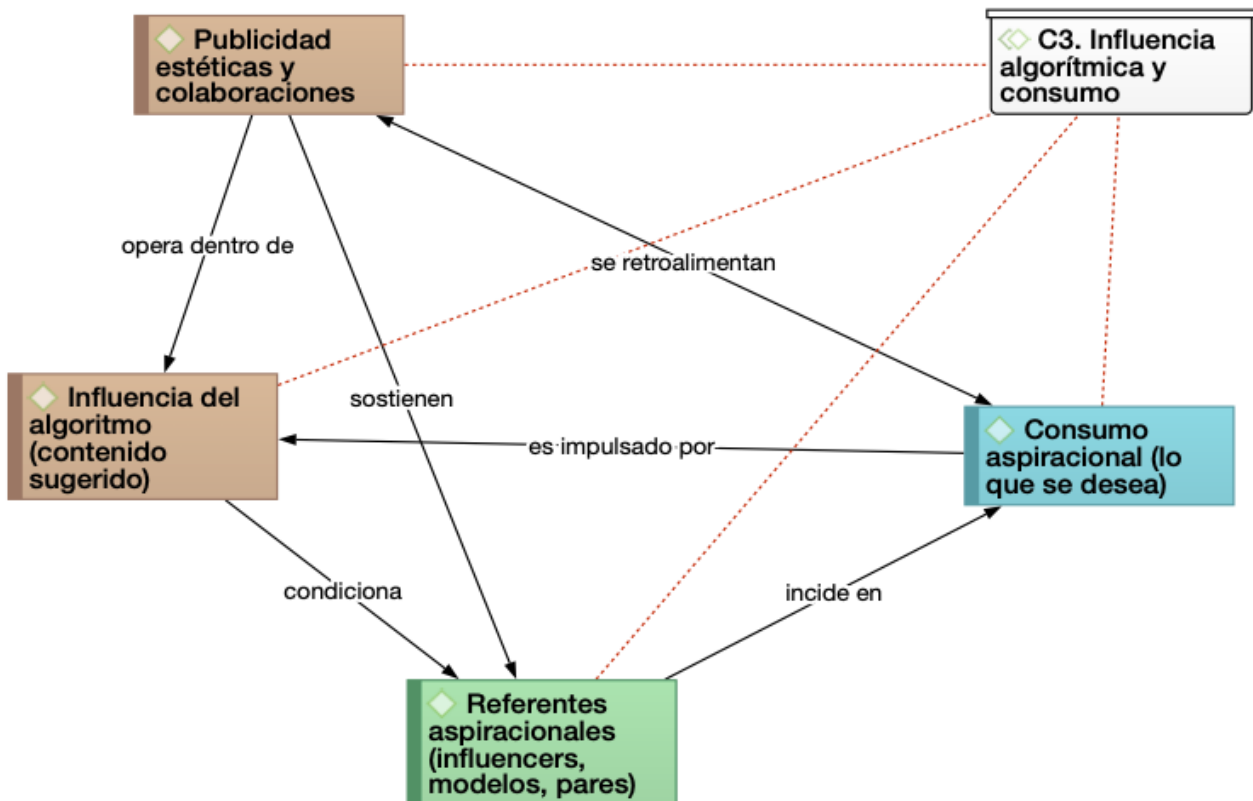 Publicidad
estéticas y
colaboraciones
C3. Influencia
algorítmica y
consumo
opera dentro de
se retroalimentan
Influencia del
algoritmo
(contenido
sugerido)
sostienen
es impulsado por
Consumo
aspiracional (lo
que se desea)
condiciona
incide en
Referentes
aspiracionales
(influencers,
modelos, pares)